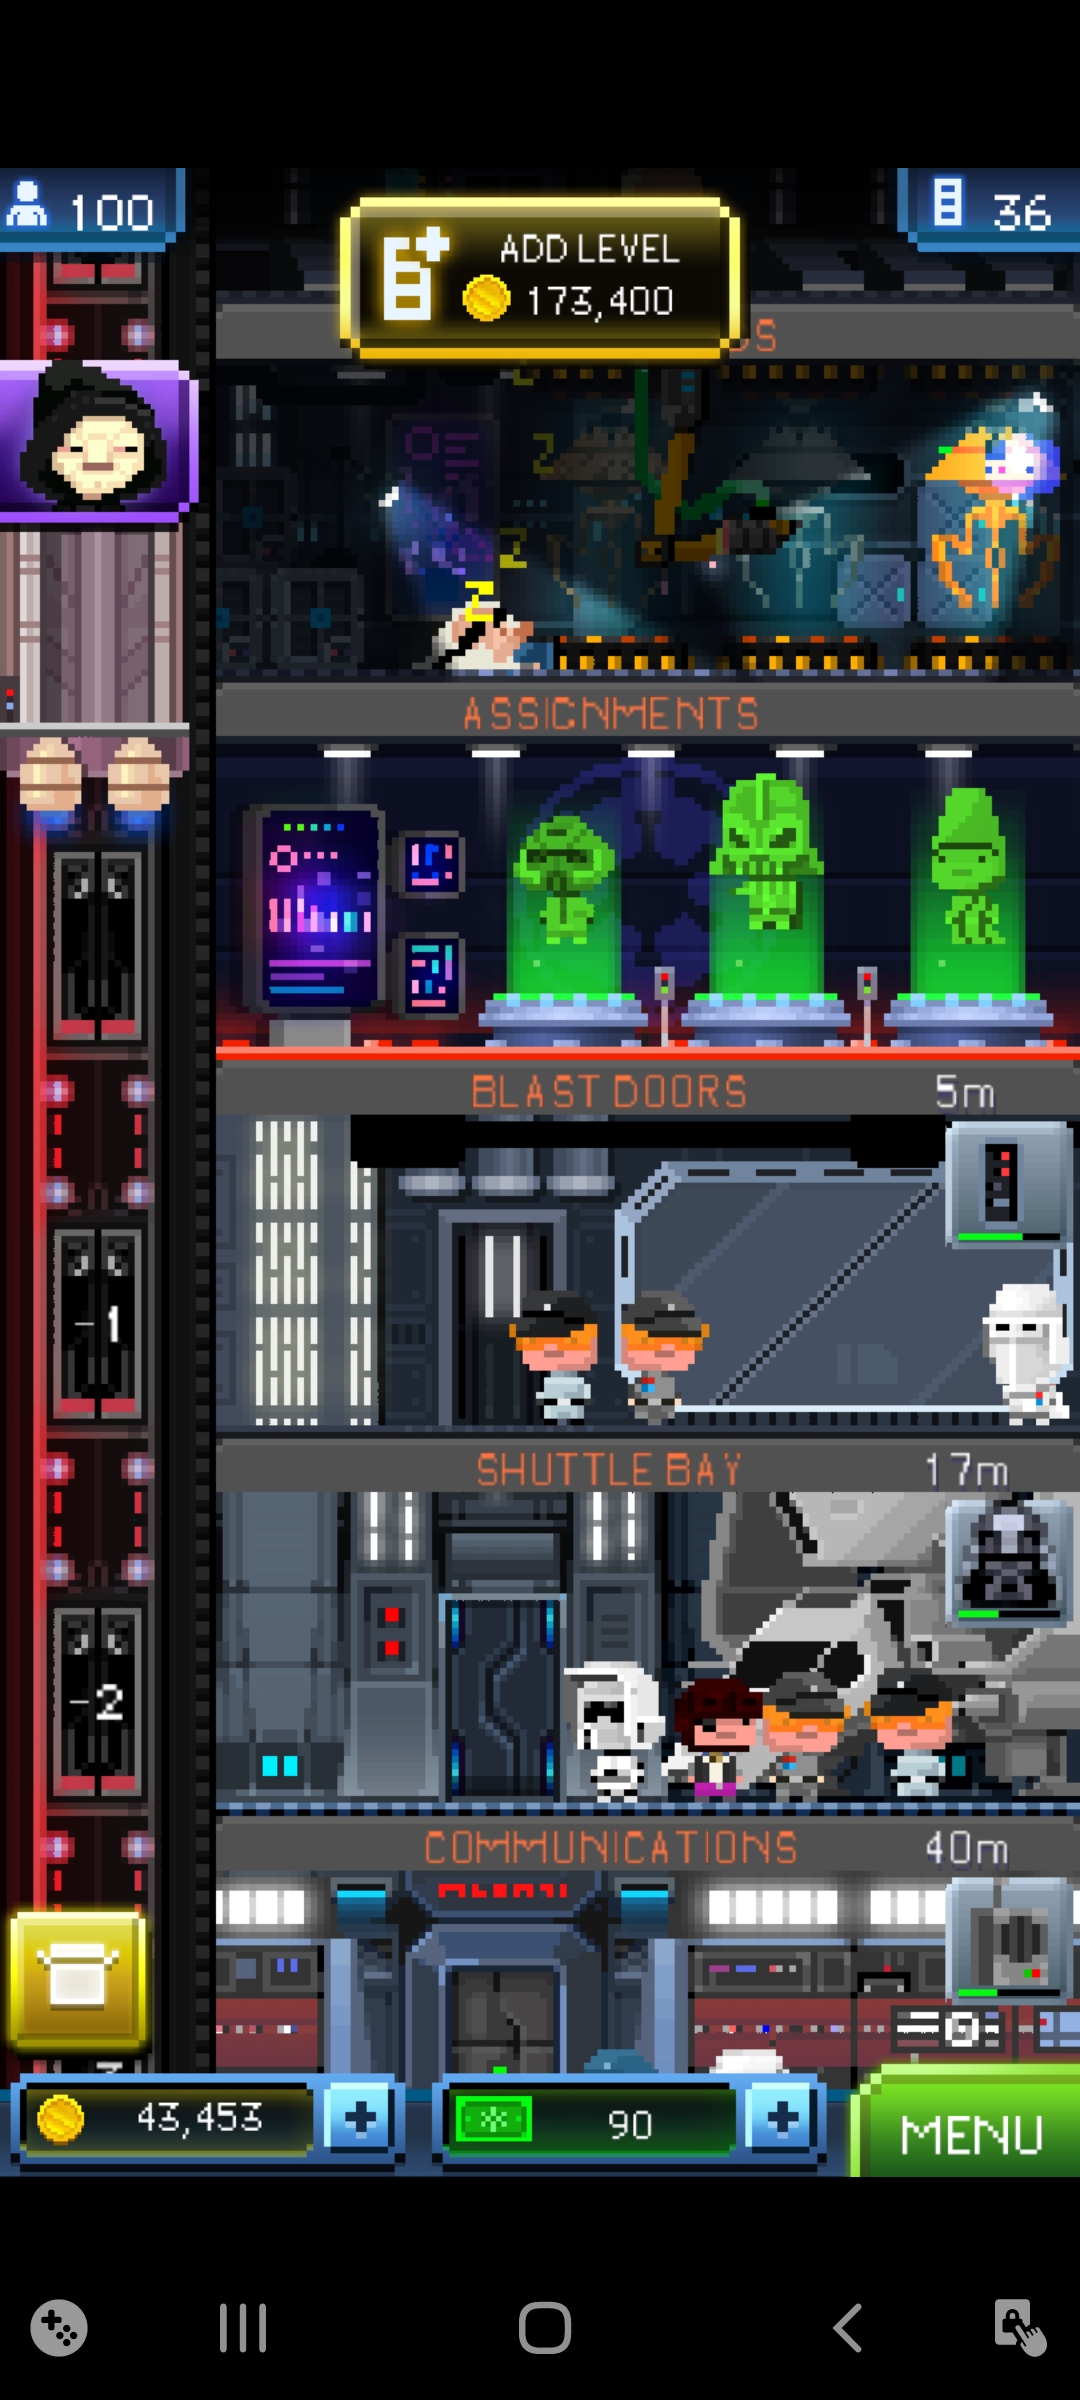 100
36
ADD LEVEL
173,400
DS
Z
Z
Z
ASSIGNMENTS
BLAST DOORS 5m
-1
SHUTTLE BAY 17m
-2
COMMUNICATIONS 40m
43,453
90
MENU